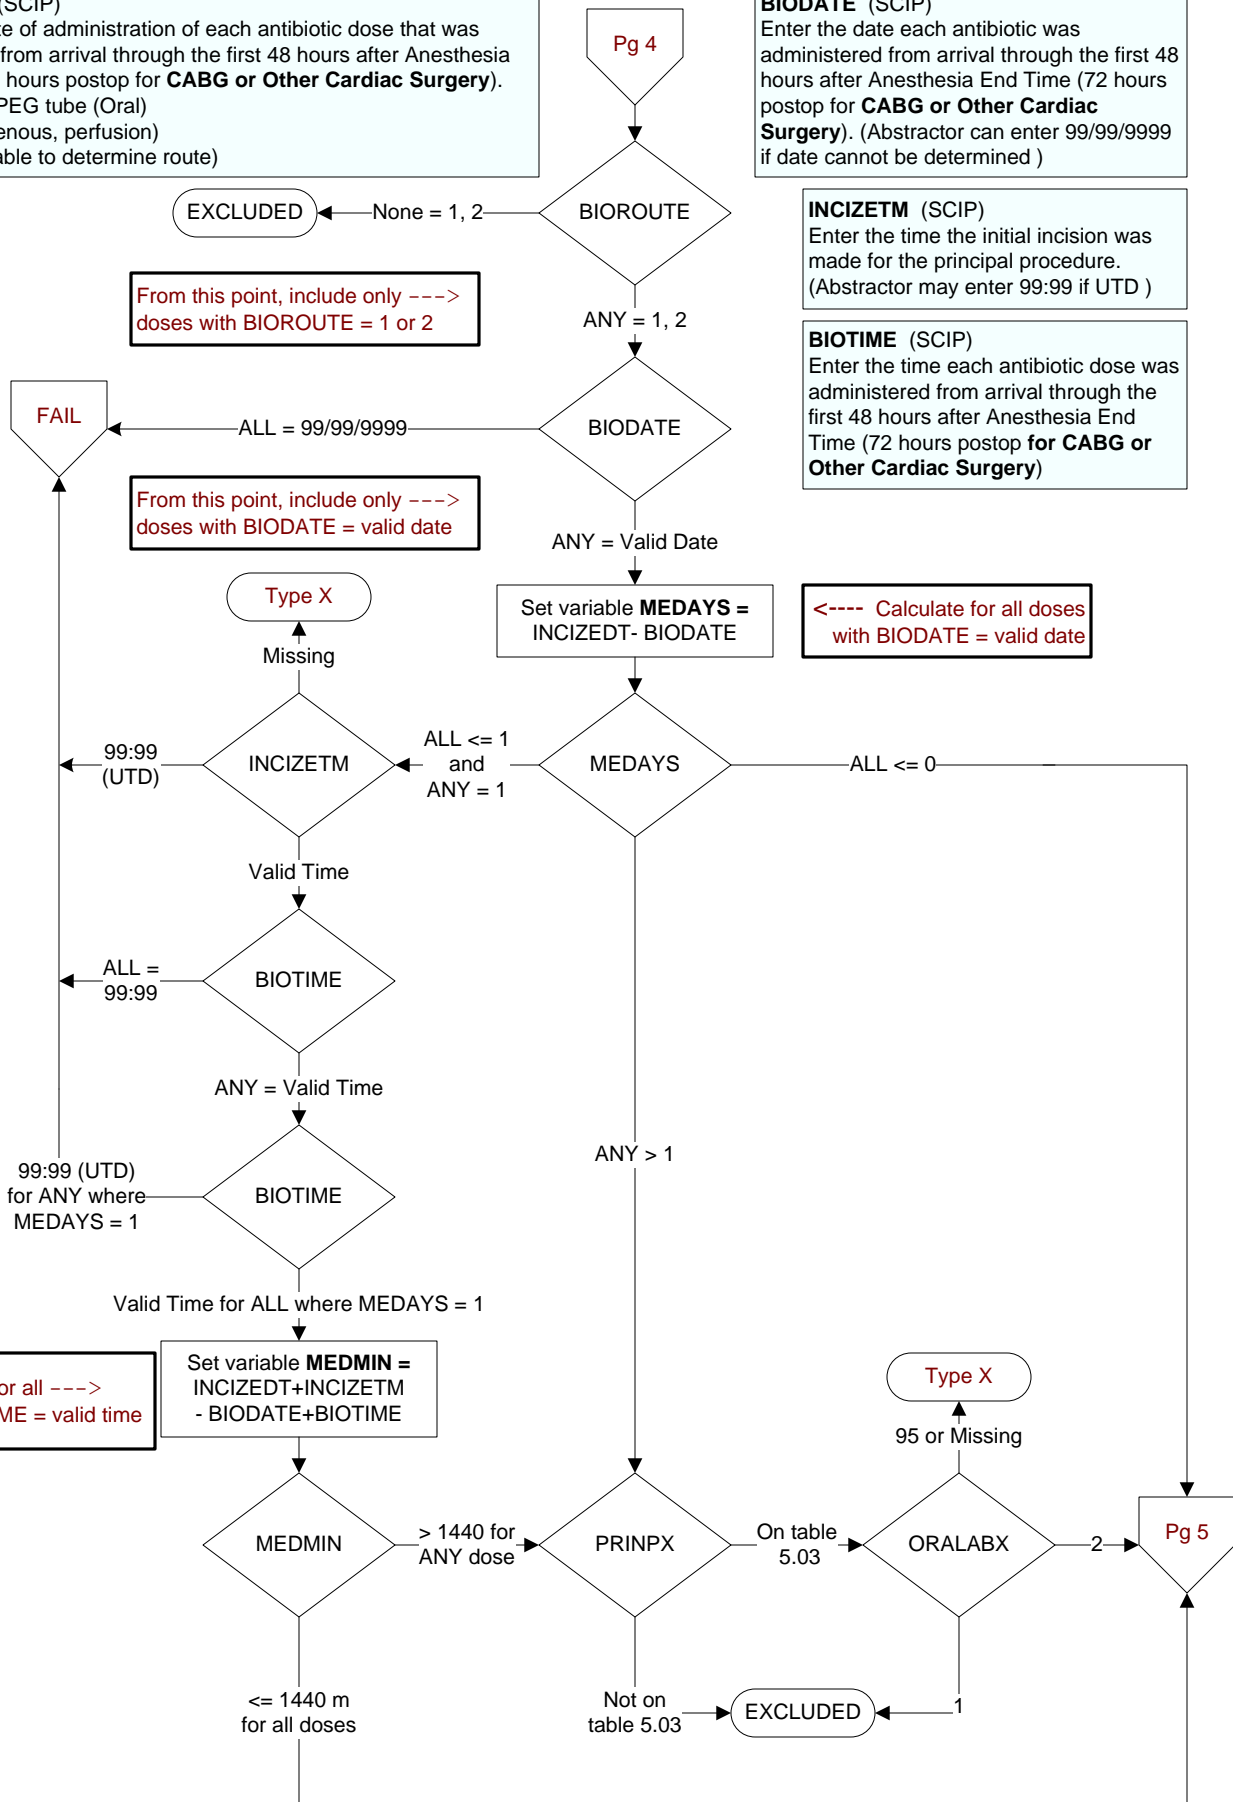 (SCIP)
te of administration of each antibiotic dose that was
from arrival through the first 48 hours after Anesthesia
hours postop for CABG or Other Cardiac Surgery).
PEG tube (Oral)
enous, perfusion)
able to determine route)
Pg 4
BIODATE (SCIP)
Enter the date each antibiotic was
administered from arrival through the first 48
hours after Anesthesia End Time (72 hours
postop for CABG or Other Cardiac
Surgery). (Abstractor can enter 99/99/9999
if date cannot be determined )
EXCLUDED
None = 1, 2
BIOROUTE
INCIZETM (SCIP)
Enter the time the initial incision was
made for the principal procedure.
(Abstractor may enter 99:99 if UTD )
From this point, include only --->
doses with BIOROUTE = 1 or 2
ANY = 1, 2
BIOTIME (SCIP)
Enter the time each antibiotic dose was
administered from arrival through the
first 48 hours after Anesthesia End
Time (72 hours postop for CABG or
Other Cardiac Surgery)
FAIL
ALL = 99/99/9999
BIODATE
From this point, include only --->
doses with BIODATE = valid date
ANY = Valid Date
Type X
Set variable MEDAYS =
INCIZEDT- BIODATE
<---- Calculate for all doses
with BIODATE = valid date
Missing
99:99
(UTD)
INCIZETM
ALL <= 1
and
ANY = 1
MEDAYS
ALL <= 0
Valid Time
ALL =
99:99
BIOTIME
ANY = Valid Time
ANY > 1
99:99 (UTD)
for ANY where
MEDAYS = 1
BIOTIME
Valid Time for ALL where MEDAYS = 1
or all --->
ME = valid time
Set variable MEDMIN =
INCIZEDT+INCIZETM
- BIODATE+BIOTIME
Type X
95 or Missing
MEDMIN
> 1440 for
ANY dose
PRINPX
On table
5.03
ORALABX
2
Pg 5
<= 1440 m
for all doses
Not on
table 5.03
EXCLUDED
1